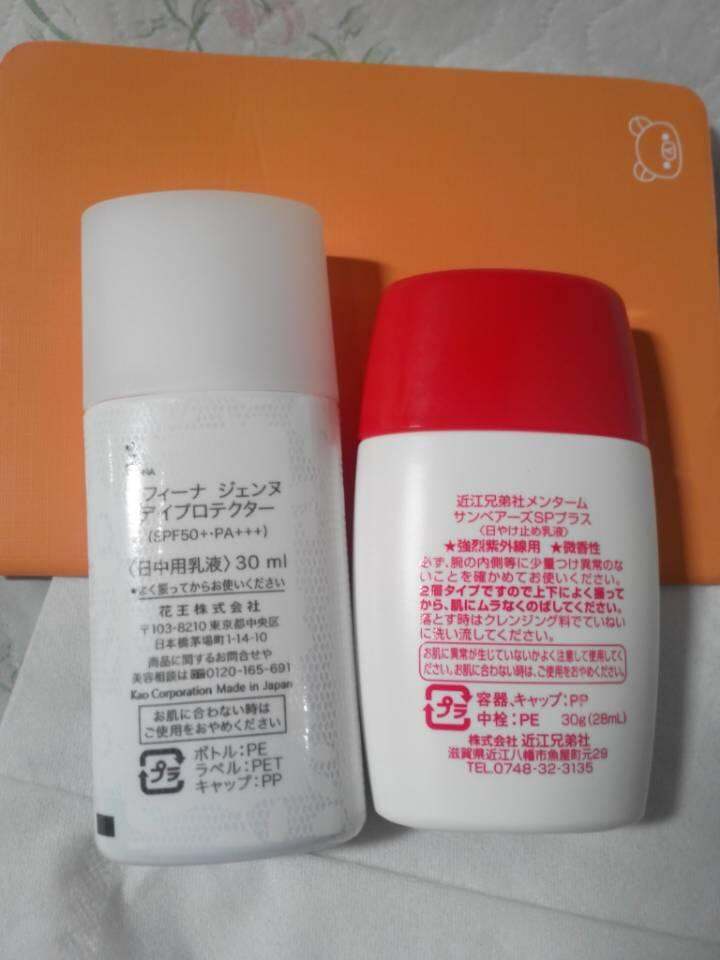 フィーナ ジェンヌ
デイプロテクター
(SPF50+・PA+++)
〈日中用乳液〉30 ml
★よく振ってからお使いください
花王株式会社
〒103-8210 東京都中央区
日本橋茅場町1-14-10
商品に関するお問合せや
美容相談は 0120-165-691
Kao Corporation Made in Japan
お肌に合わない時は
ご使用をおやめください
プラ
ボトル:PE
ラベル:PET
キャップ:PP
近江兄弟社メンターム
サンベアーズSPプラス
〈日やけ止め乳液〉
★強烈紫外線用 ★微香性
必ず、腕の内側等に少量つけ異常のな
いことを確かめてお使いください。
2層タイプですので上下によく振って
から、肌にムラなくのばしてください。
落とす時はクレンジング料でていねい
に洗い流してください。
お肌に異常が生じていないかよく注意して使用してく
ださい。お肌に合わない時は、ご使用をおやめください。
プラ
容器、キャップ:PP
中栓:PE 30g(28mL)
株式会社 近江兄弟社
滋賀県近江八幡市魚屋町元29
TEL.0748-32-3135